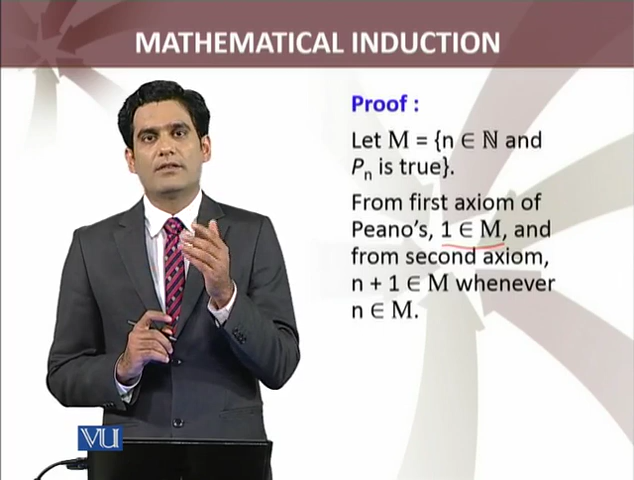 MATHEMATICAL INDUCTION
Proof :
Let M = {n ∈ ℕ and
Pₙ is true}.
From first axiom of
Peano's, 1 ∈ M, and
from second axiom,
n + 1 ∈ M whenever
n ∈ M.
VU